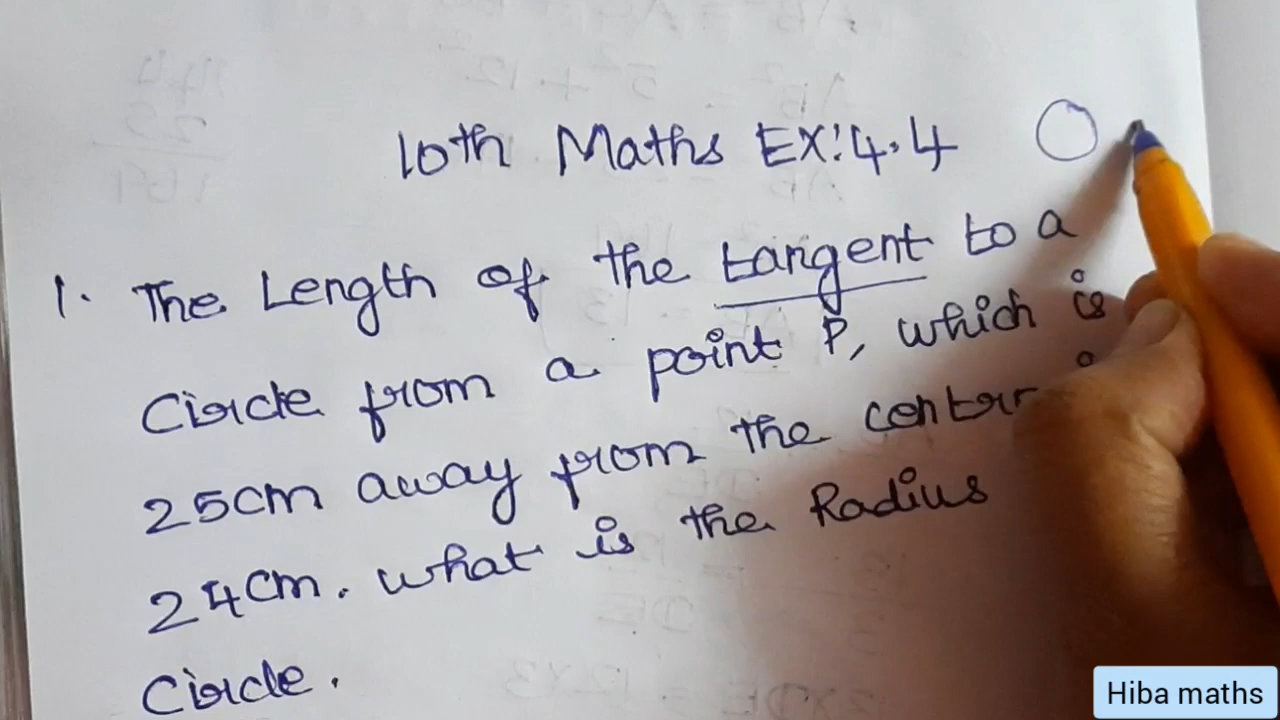 10th Maths EX:4.4
1. The Length of the tangent to a
Circle from a point P, which is
25cm away from the
24cm. what is the Radius
Circle.
Hiba maths